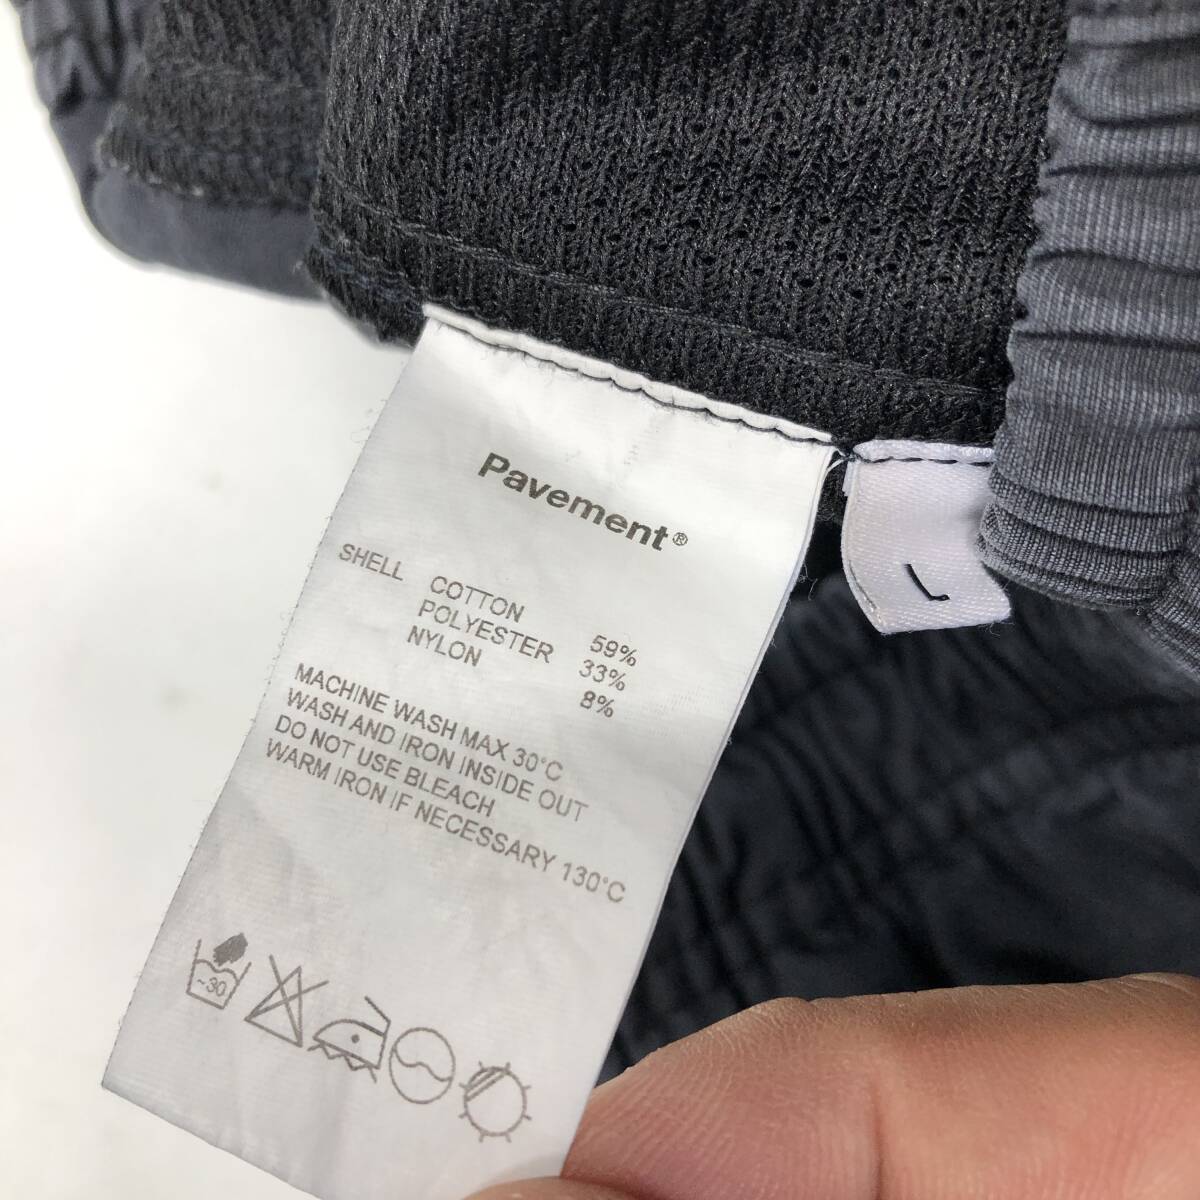 Pavement®
SHELL COTTON 59%
POLYESTER 33%
NYLON 8%
MACHINE WASH MAX 30°C
WASH AND IRON INSIDE OUT
DO NOT USE BLEACH
WARM IRON IF NECESSARY 130°C
~30
L